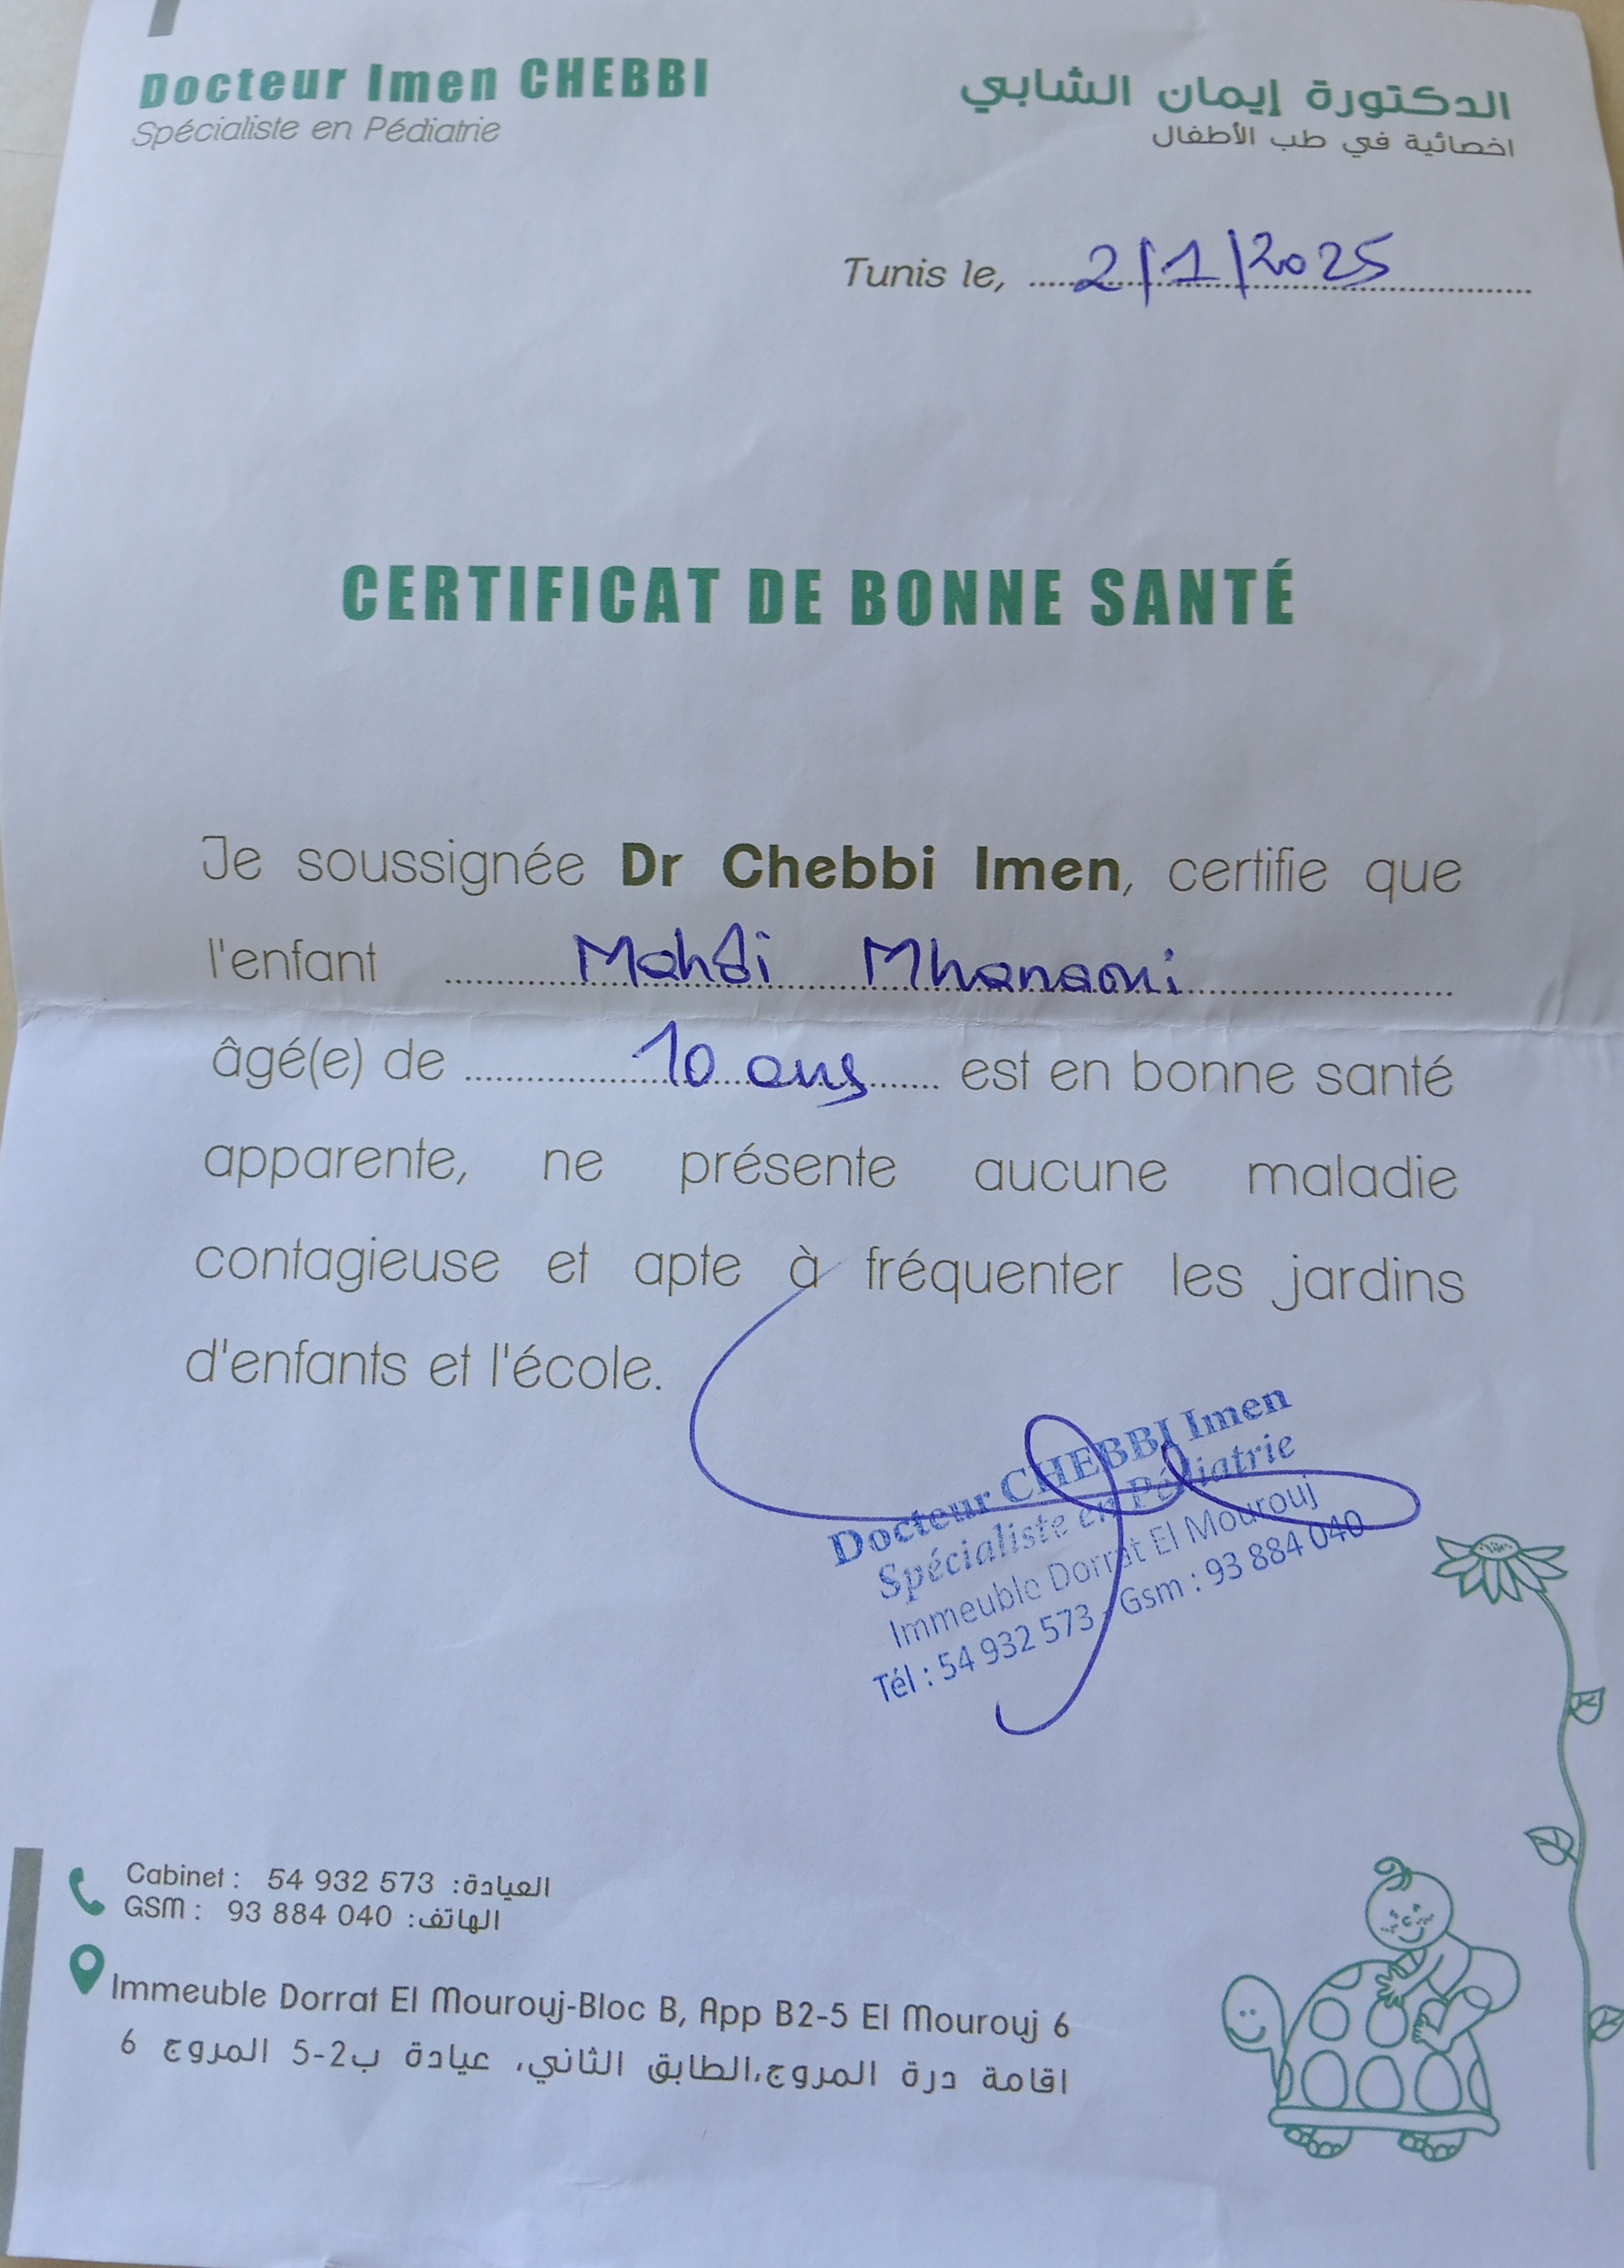 Docteur Imen CHEBBI
Spécialiste en Pédiatrie
الدكتورة إيمان الشابي
اخصائية في طب الأطفال
Tunis le, 2/1/2025
CERTIFICAT DE BONNE SANTÉ
Je soussignée Dr Chebbi Imen, certifie que
l'enfant Mahdi Mhamdi
âgé(e) de 10 ans est en bonne santé
apparente, ne présente aucune maladie
contagieuse et apte à fréquenter les jardins
d'enfants et l'école.
Docteur CHEBBI Imen
Spécialiste en Pédiatrie
Immeuble Dorrat El Mourouj
Tél : 54 932 573 - Gsm : 93 884 040
Cabinet : 54 932 573 :العيادة
GSM : 93 884 040 :الهاتف
Immeuble Dorrat El Mourouj-Bloc B, App B2-5 El Mourouj 6
اقامة درة المروج،الطابق الثاني، عيادة ب2-5 المروج 6